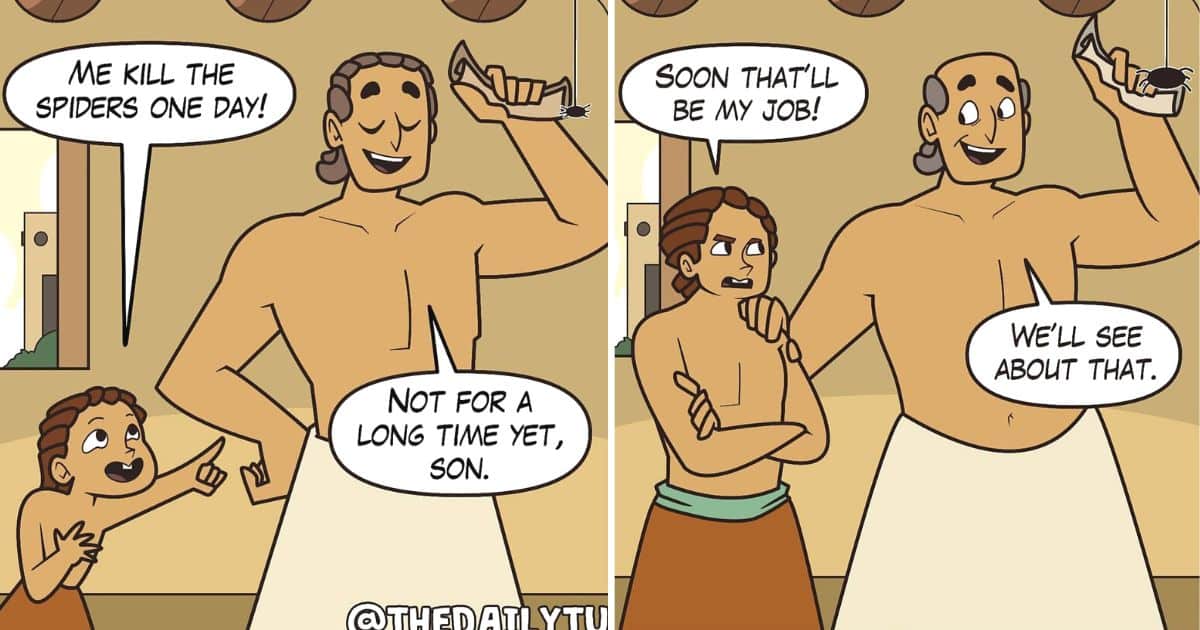 ME KILL THE
SPIDERS ONE DAY!
NOT FOR A
LONG TIME YET,
SON.
@THEDAILYTU
SOON THAT'LL
BE MY JOB!
WE'LL SEE
ABOUT THAT.